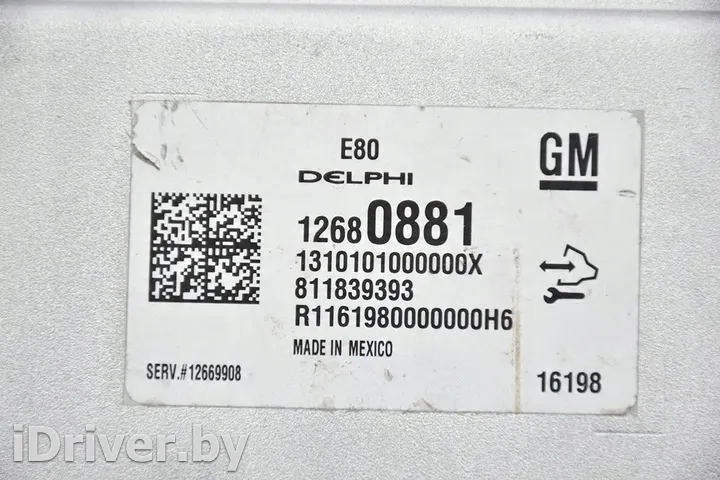 E80
GM
DELPHI
12680881
1310101000000X
811839393
R1161980000000H6
MADE IN MEXICO
SERV.#12669908
16198
iDriver.by